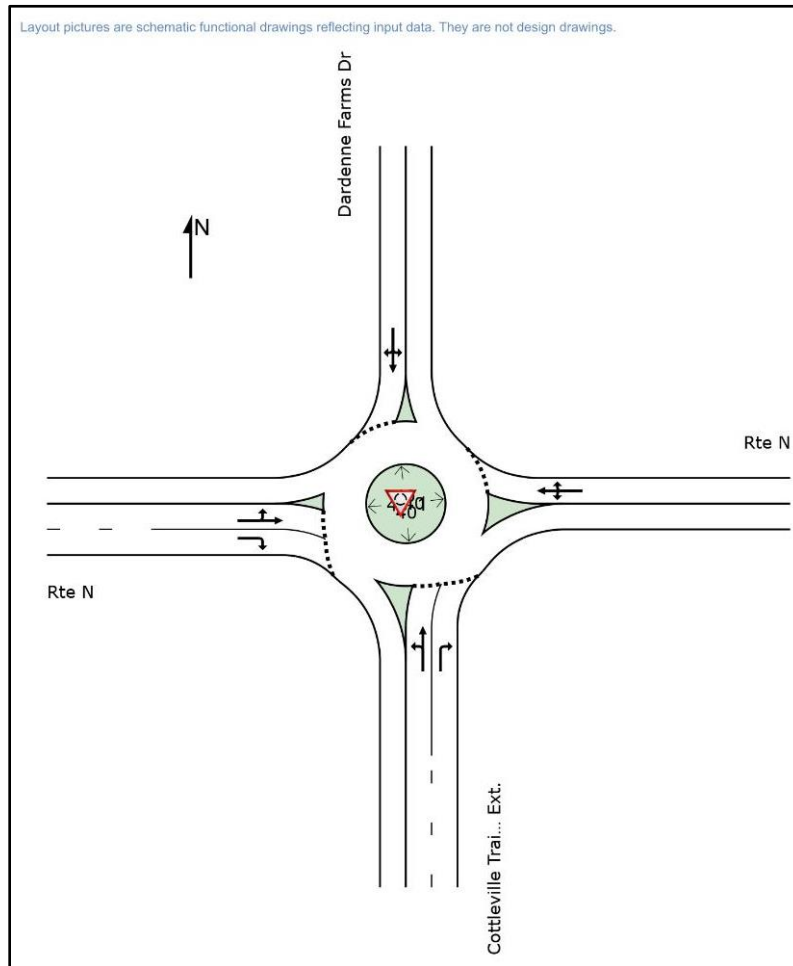 Layout pictures are schematic functional drawings reflecting input data. They are not design drawings.
Dardenne Farms Dr
N
Rte N
Rte N
Cottleville Trai... Ext.